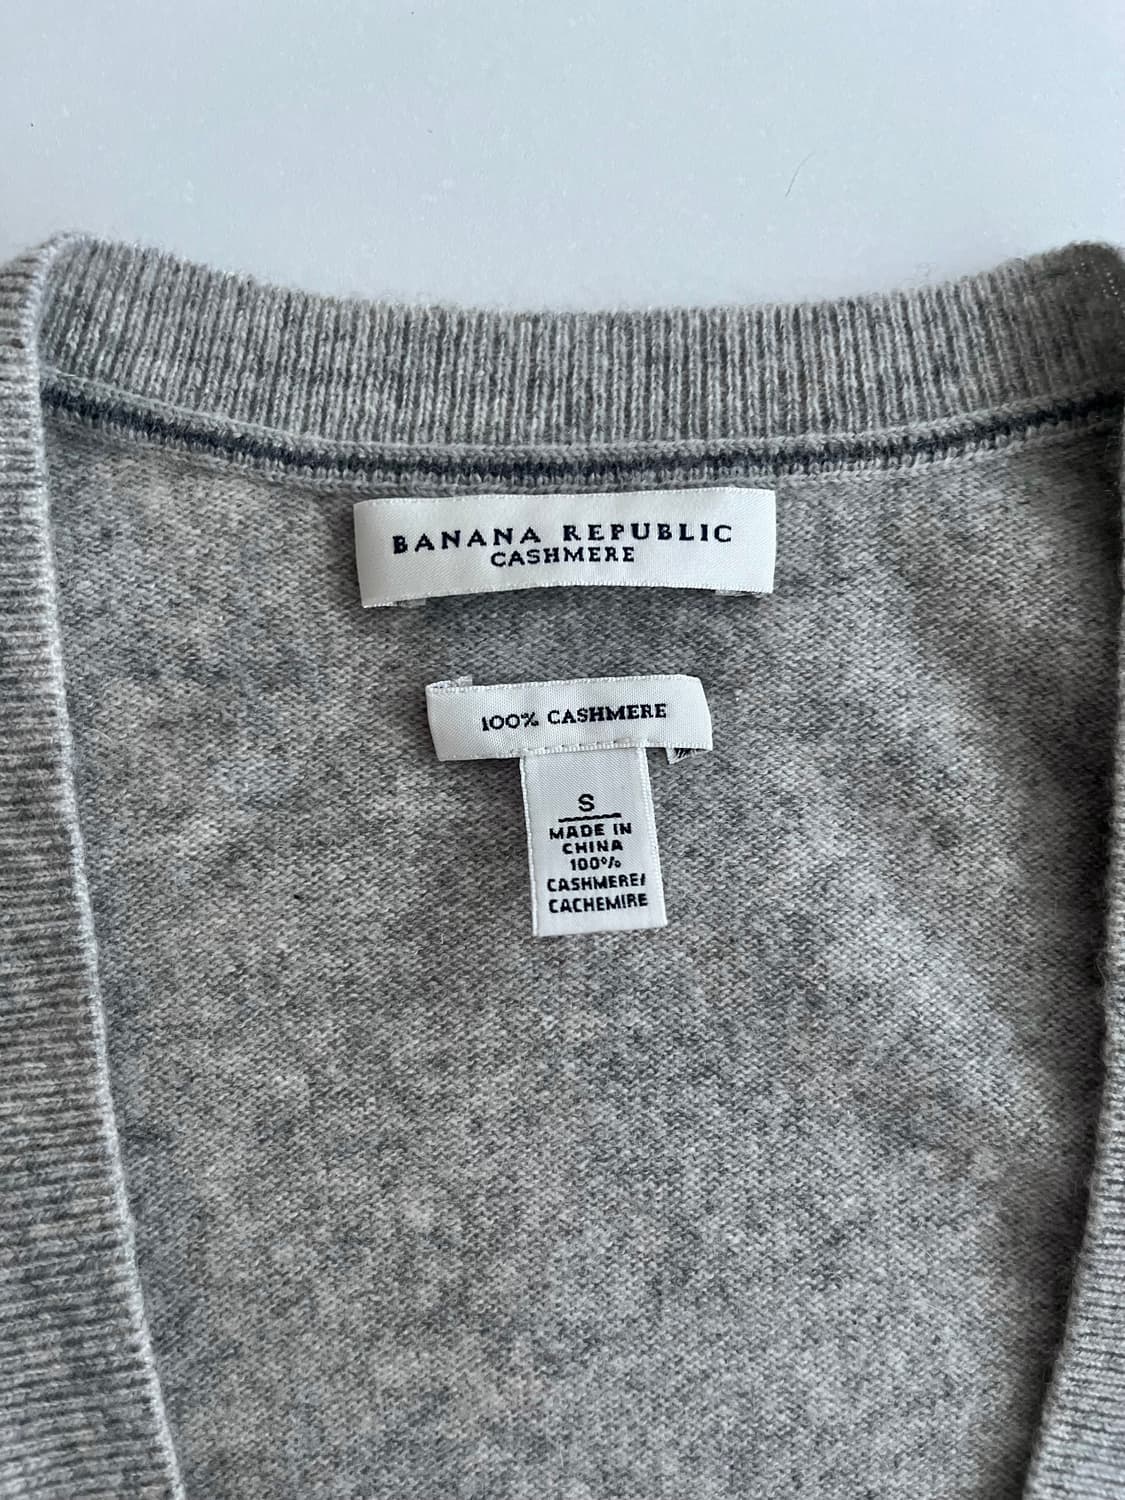 BANANA REPUBLIC
CASHMERE
100% CASHMERE
S
MADE IN
CHINA
100%
CASHMERE/
CACHEMIRE